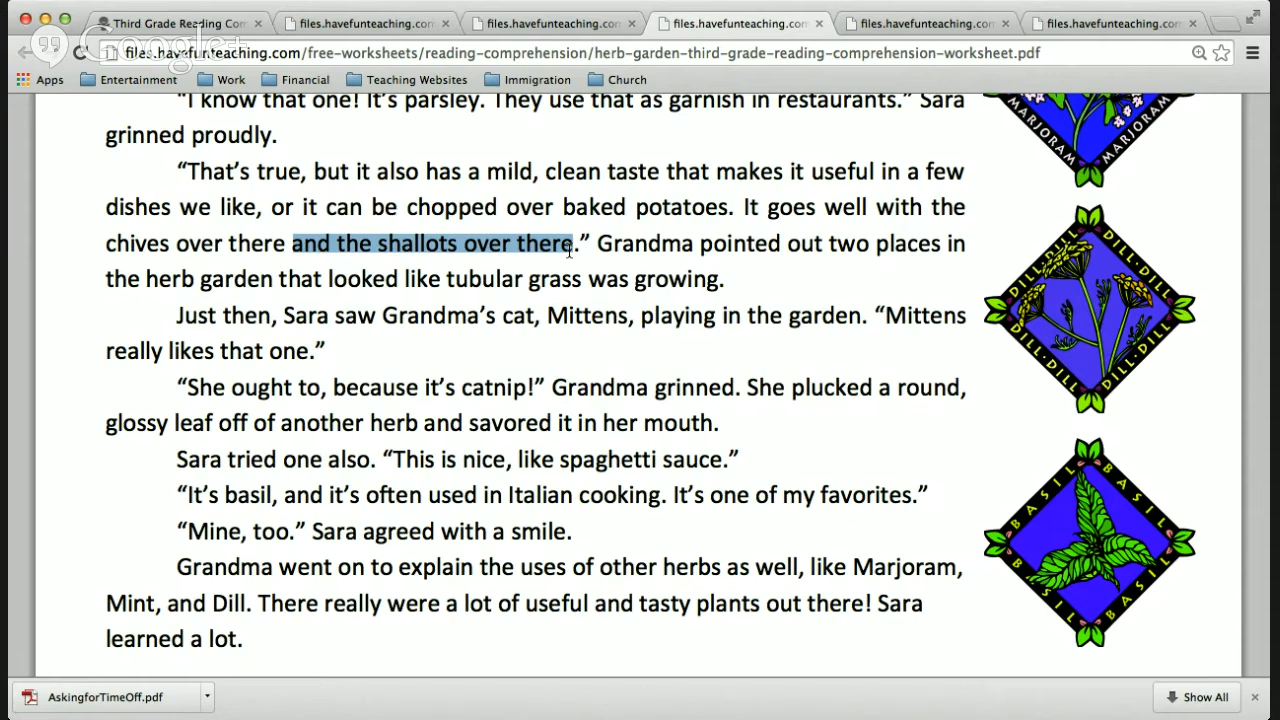 Third Grade Reading Com
files.havefunteaching.com/
files.havefunteaching.com/
files.havefunteaching.com/
files.havefunteaching.com/
files.havefunteaching.com/
Google+
files.havefunteaching.com/free-worksheets/reading-comprehension/herb-garden-third-grade-reading-comprehension-worksheet.pdf
Apps Entertainment Work Financial Teaching Websites Immigration Church
“I know that one! It’s parsley. They use that as garnish in restaurants.” Sara
grinned proudly.
“That’s true, but it also has a mild, clean taste that makes it useful in a few
dishes we like, or it can be chopped over baked potatoes. It goes well with the
chives over there and the shallots over there.” Grandma pointed out two places in
the herb garden that looked like tubular grass was growing.
Just then, Sara saw Grandma’s cat, Mittens, playing in the garden. “Mittens
really likes that one.”
“She ought to, because it’s catnip!” Grandma grinned. She plucked a round,
glossy leaf off of another herb and savored it in her mouth.
Sara tried one also. “This is nice, like spaghetti sauce.”
“It’s basil, and it’s often used in Italian cooking. It’s one of my favorites.”
“Mine, too.” Sara agreed with a smile.
Grandma went on to explain the uses of other herbs as well, like Marjoram,
Mint, and Dill. There really were a lot of useful and tasty plants out there! Sara
learned a lot.
MARJORAM MARJORAM
DILL·DILL DILL·DILL
DILL·DILL DILL·DILL
BASIL BASIL
BASIL BASIL
AskingforTimeOff.pdf
Show All